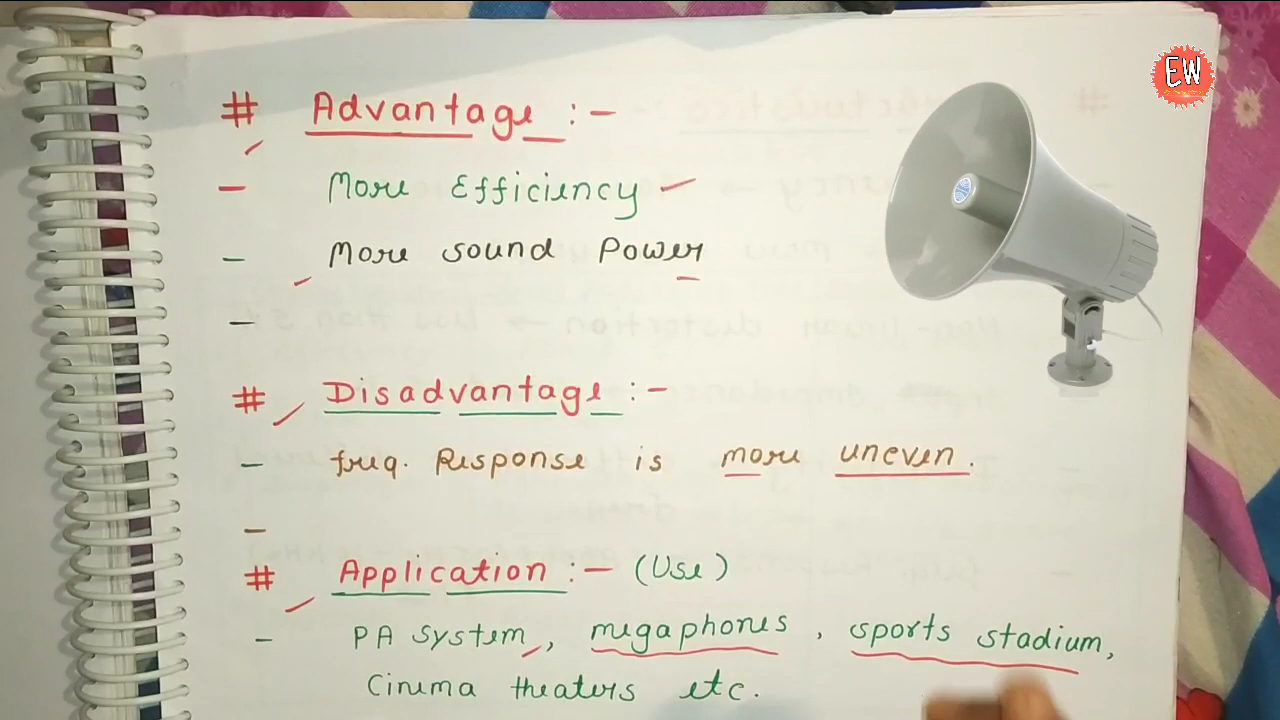 # Advantage :-
- More Efficiency
- More sound Power
-
# Disadvantage :-
- freq. Response is more uneven.
-
# Application :- (Use)
- PA system, megaphones, sports stadium,
Cinema theaters etc.
EW